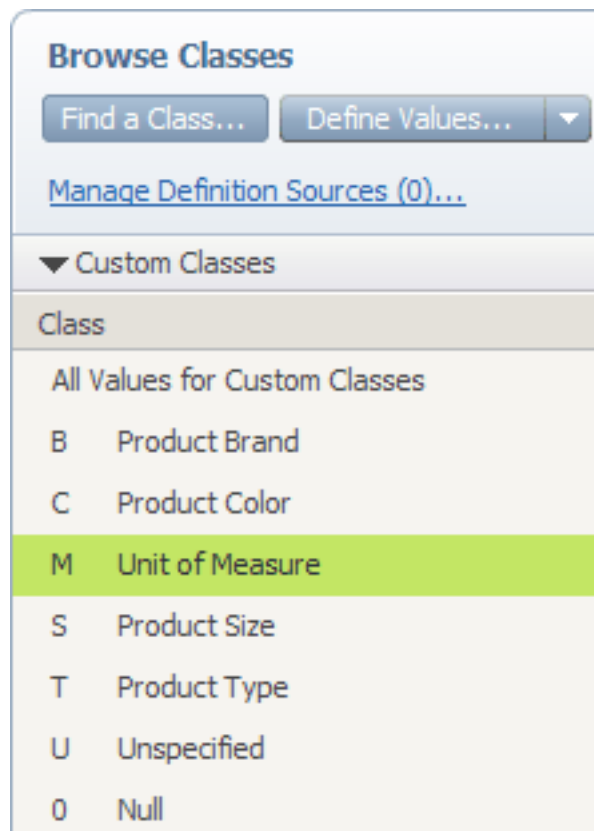 Browse Classes
Find a Class... Define Values...
Manage Definition Sources (0)...
Custom Classes
Class
All Values for Custom Classes
B Product Brand
C Product Color
M Unit of Measure
S Product Size
T Product Type
U Unspecified
0 Null